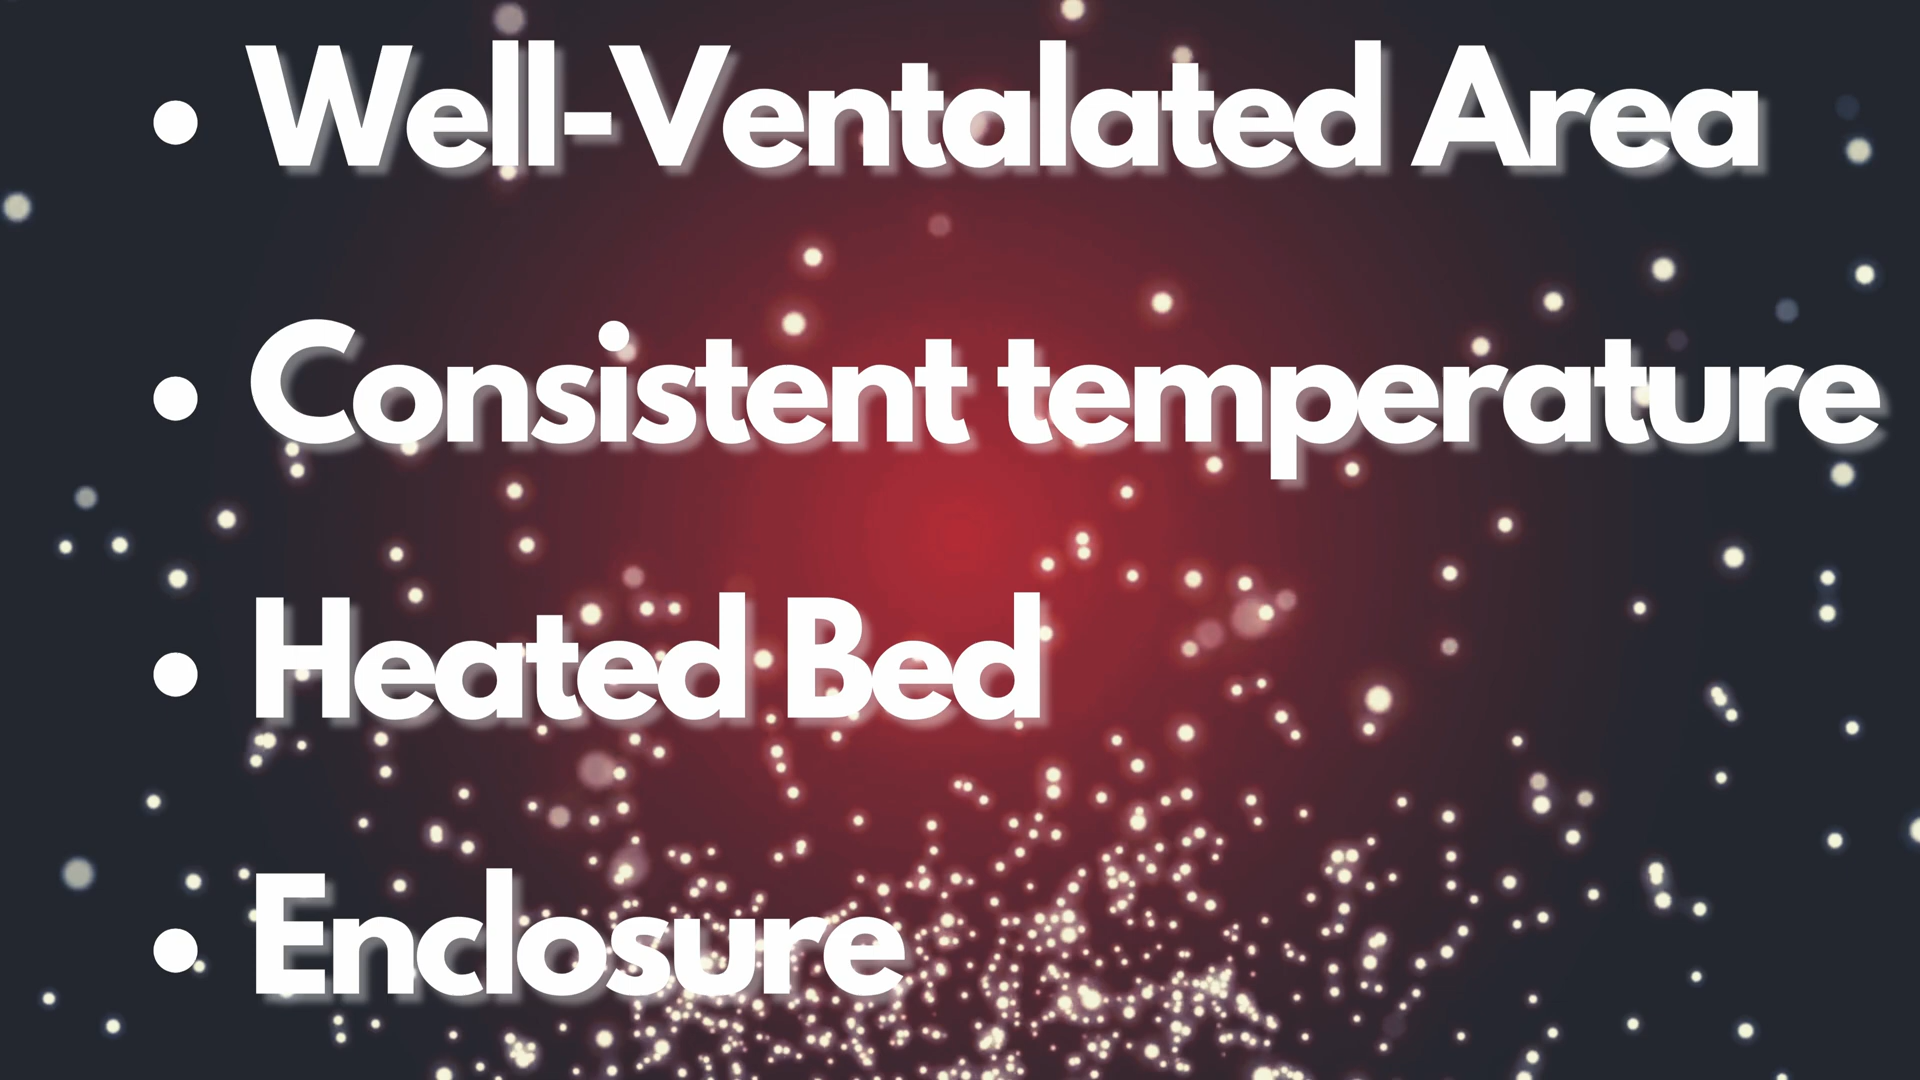 • Well-Ventalated Area
• Consistent temperature
• Heated Bed
• Enclosure